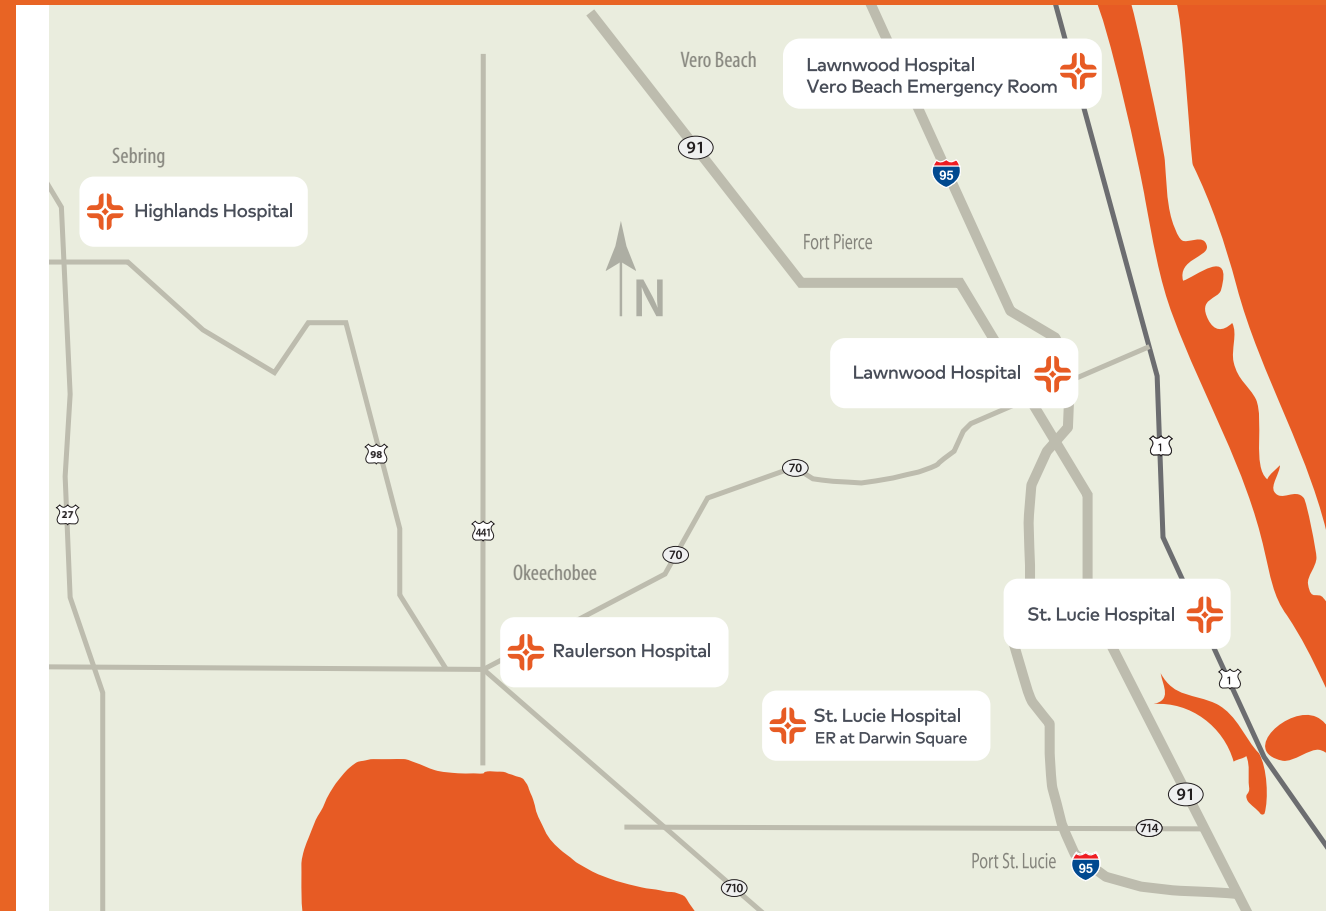 Vero Beach
Lawnwood Hospital
Vero Beach Emergency Room
91
95
Sebring
Highlands Hospital
Fort Pierce
N
Lawnwood Hospital
98
70
1
27
441
70
Okeechobee
St. Lucie Hospital
Raulerson Hospital
1
St. Lucie Hospital
ER at Darwin Square
91
714
Port St. Lucie
95
710